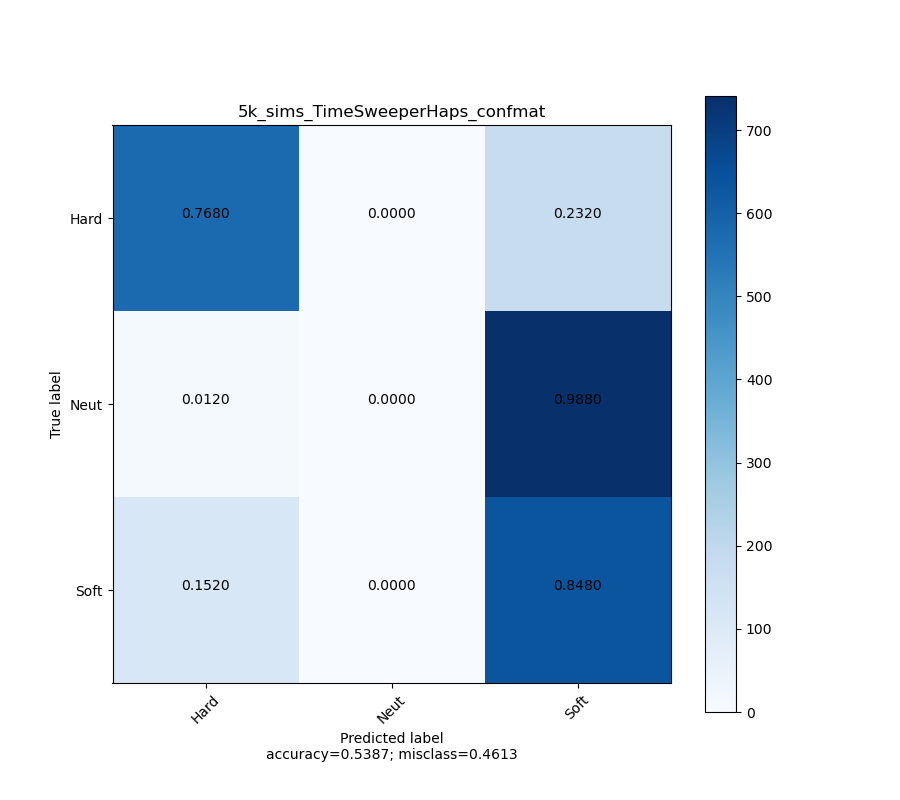 5k_sims_TimeSweeperHaps_confmat
700
600
500
400
300
200
100
0
True label
Hard
0.7680
0.0000
0.2320
Neut
0.0120
0.0000
0.9880
Soft
0.1520
0.0000
0.8480
Hard
Neut
Soft
Predicted label
accuracy=0.5387; misclass=0.4613